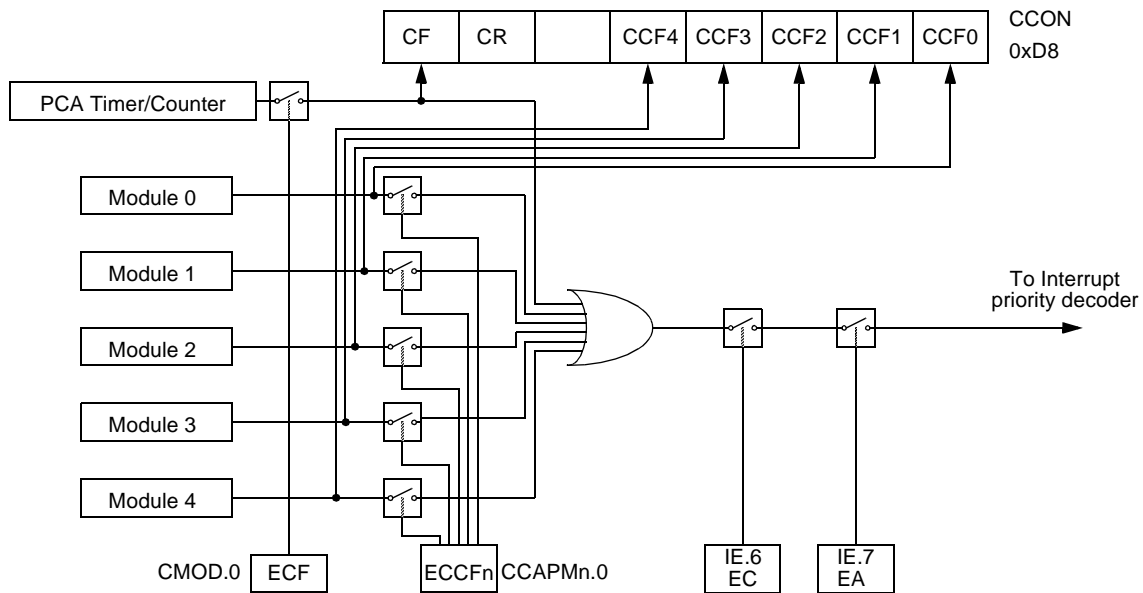 CF CR CCF4 CCF3 CCF2 CCF1 CCF0
CCON
0xD8
PCA Timer/Counter
Module 0
Module 1
Module 2
Module 3
Module 4
To Interrupt
priority decoder
CMOD.0 ECF
ECCFn CCAPMn.0
IE.6
EC
IE.7
EA